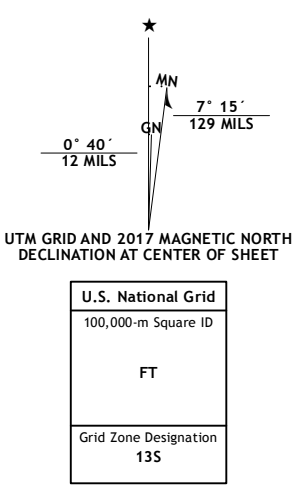 ★
MN
7° 15´
129 MILS
GN
0° 40´
12 MILS
UTM GRID AND 2017 MAGNETIC NORTH
DECLINATION AT CENTER OF SHEET
U.S. National Grid
100,000-m Square ID
FT
Grid Zone Designation
13S